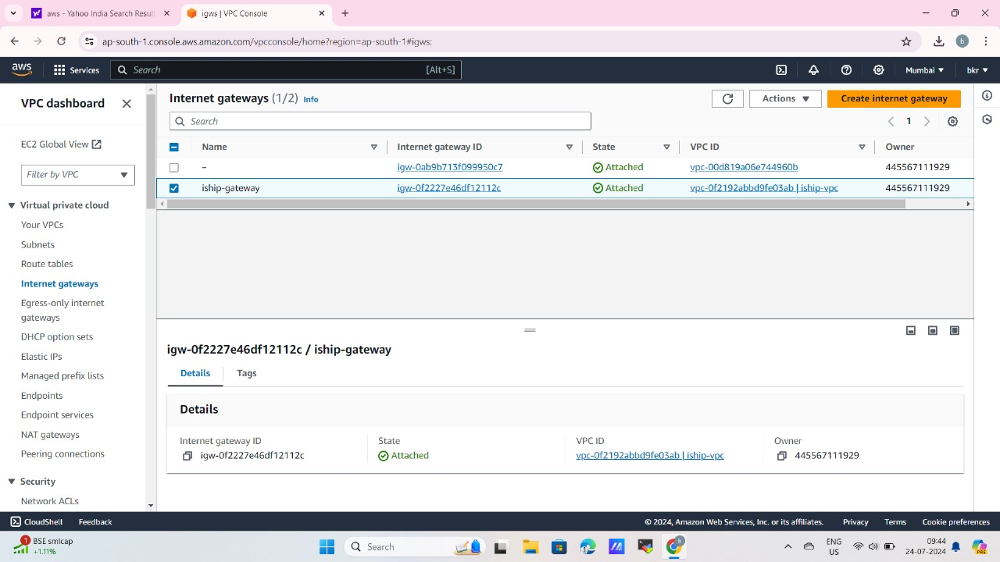 aws - Yahoo India Search Result
igws | VPC Console
ap-south-1.console.aws.amazon.com/vpcconsole/home?region=ap-south-1#igws:
b
aws
Services
Search
[Alt+S]
Mumbai
bkr
VPC dashboard
EC2 Global View
Filter by VPC
Virtual private cloud
Your VPCs
Subnets
Route tables
Internet gateways
Egress-only internet
gateways
DHCP option sets
Elastic IPs
Managed prefix lists
Endpoints
Endpoint services
NAT gateways
Peering connections
Security
Network ACLs
Internet gateways (1/2) Info
Actions
Create internet gateway
Search
1
Name Internet gateway ID State VPC ID Owner
– igw-0ab9b713f099950c7 Attached vpc-00d819a06e744960b 445567111929
iship-gateway igw-0f2227e46df12112c Attached vpc-0f2192abbd9fe03ab | iship-vpc 445567111929
igw-0f2227e46df12112c / iship-gateway
Details Tags
Details
Internet gateway ID State VPC ID Owner
igw-0f2227e46df12112c Attached vpc-0f2192abbd9fe03ab | iship-vpc 445567111929
CloudShell Feedback © 2024, Amazon Web Services, Inc. or its affiliates. Privacy Terms Cookie preferences
1
BSE smlcap
+1.11%
Search
b
ENG
US
09:44
24-07-2024
PRE